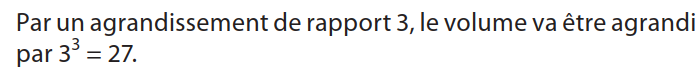 Par un agrandissement de rapport 3, le volume va être agrandi
par 3³ = 27.